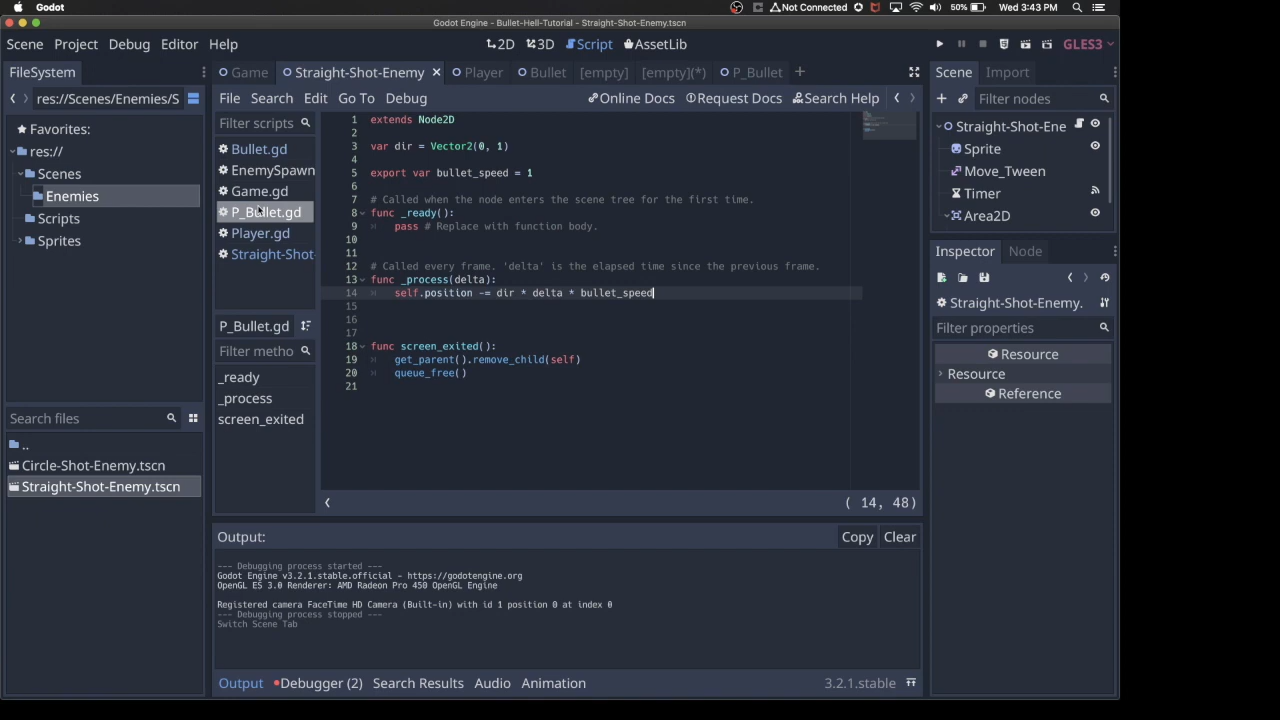 Godot
Not Connected
50%
Wed 3:43 PM
Godot Engine - Bullet-Hell-Tutorial - Straight-Shot-Enemy.tscn
Scene Project Debug Editor Help
2D 3D Script AssetLib
GLES3
FileSystem
res://Scenes/Enemies/S
Favorites:
res://
Scenes
Enemies
Scripts
Sprites
Search files
..
Circle-Shot-Enemy.tscn
Straight-Shot-Enemy.tscn
Game Straight-Shot-Enemy Player Bullet [empty] [empty](*) P_Bullet
File Search Edit Go To Debug
Online Docs Request Docs Search Help
Filter scripts
Bullet.gd
EnemySpawn
Game.gd
P_Bullet.gd
Player.gd
Straight-Shot-
P_Bullet.gd
Filter metho
_ready
_process
screen_exited
1 extends Node2D
2
3 var dir = Vector2(0, 1)
4
5 export var bullet_speed = 1
6
7 # Called when the node enters the scene tree for the first time.
8 func _ready():
9 pass # Replace with function body.
10
11
12 # Called every frame. 'delta' is the elapsed time since the previous frame.
13 func _process(delta):
14 self.position -= dir * delta * bullet_speed
15
16
17
18 func screen_exited():
19 get_parent().remove_child(self)
20 queue_free()
21
( 14, 48)
Output:
Copy Clear
--- Debugging process started ---
Godot Engine v3.2.1.stable.official - https://godotengine.org
OpenGL ES 3.0 Renderer: AMD Radeon Pro 450 OpenGL Engine
Registered camera FaceTime HD Camera (Built-in) with id 1 position 0 at index 0
--- Debugging process stopped ---
Switch Scene Tab
Output Debugger (2) Search Results Audio Animation
3.2.1.stable
Scene Import
Filter nodes
Straight-Shot-Ene
Sprite
Move_Tween
Timer
Area2D
Inspector Node
Straight-Shot-Enemy.
Filter properties
Resource
Resource
Reference